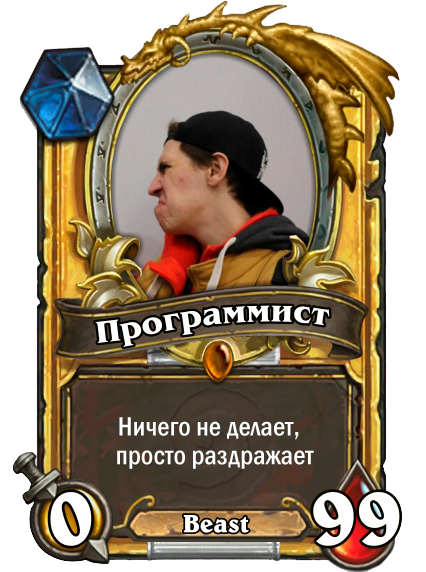 Программист
Ничего не делает,
просто раздражает
0
Beast
99